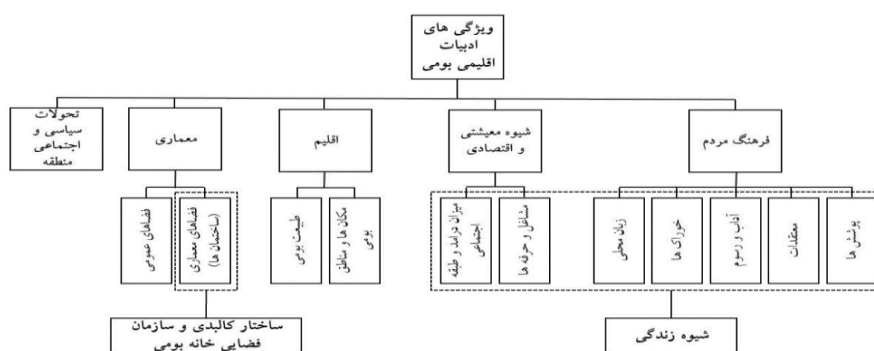 ویژگی های
ادبیات
اقلیمی بومی
فرهنگ مردم
شیوه معیشتی
و اقتصادی
اقلیم
معماری
تحولات
سیاسی و
اجتماعی
منطقه
پوشش ها
معتقدات
آداب و رسوم
خوراک ها
زبان محلی
مشاغل و حرفه ها
میزان درامد و طبقه
اجتماعی
مکان ها و مناطق
بومی
طبیعت بومی
فضاهای معماری
(ساختمان ها)
فضاهای عمومی
شیوه زندگی
ساختار کالبدی و سازمان
فضایی خانه بومی